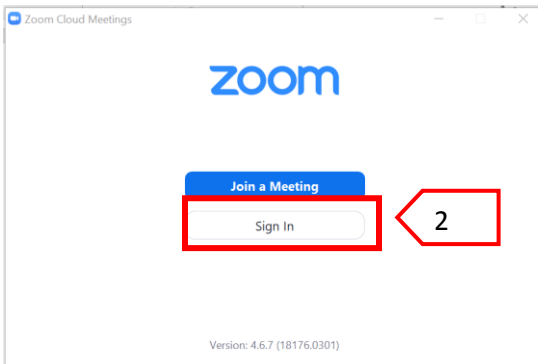 Zoom Cloud Meetings
zoom
Join a Meeting
Sign In
2
Version: 4.6.7 (18176.0301)